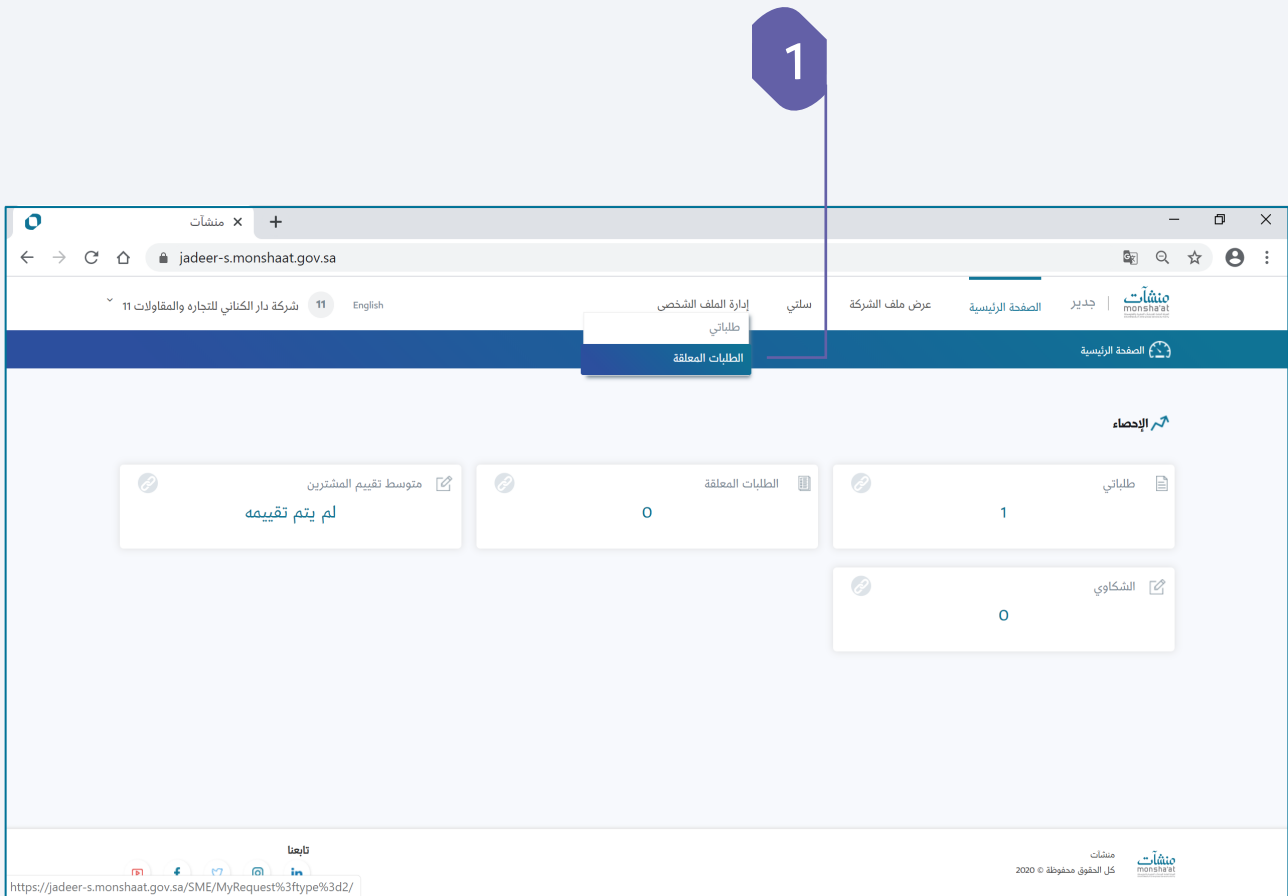 1
منشآت
jadeer-s.monshaat.gov.sa
منشآت
monsha'at
جدير
الصفحة الرئيسية
عرض ملف الشركة
سلتي
إدارة الملف الشخصي
English
11
شركة دار الكناني للتجاره والمقاولات 11
طلباتي
الطلبات المعلقة
الصفحة الرئيسية
الإحصاء
طلباتي
1
الطلبات المعلقة
0
متوسط تقييم المشترين
لم يتم تقييمه
الشكاوي
0
منشآت
monsha'at
منشآت
كل الحقوق محفوظة © 2020
تابعنا
https://jadeer-s.monshaat.gov.sa/SME/MyRequest%3ftype%3d2/